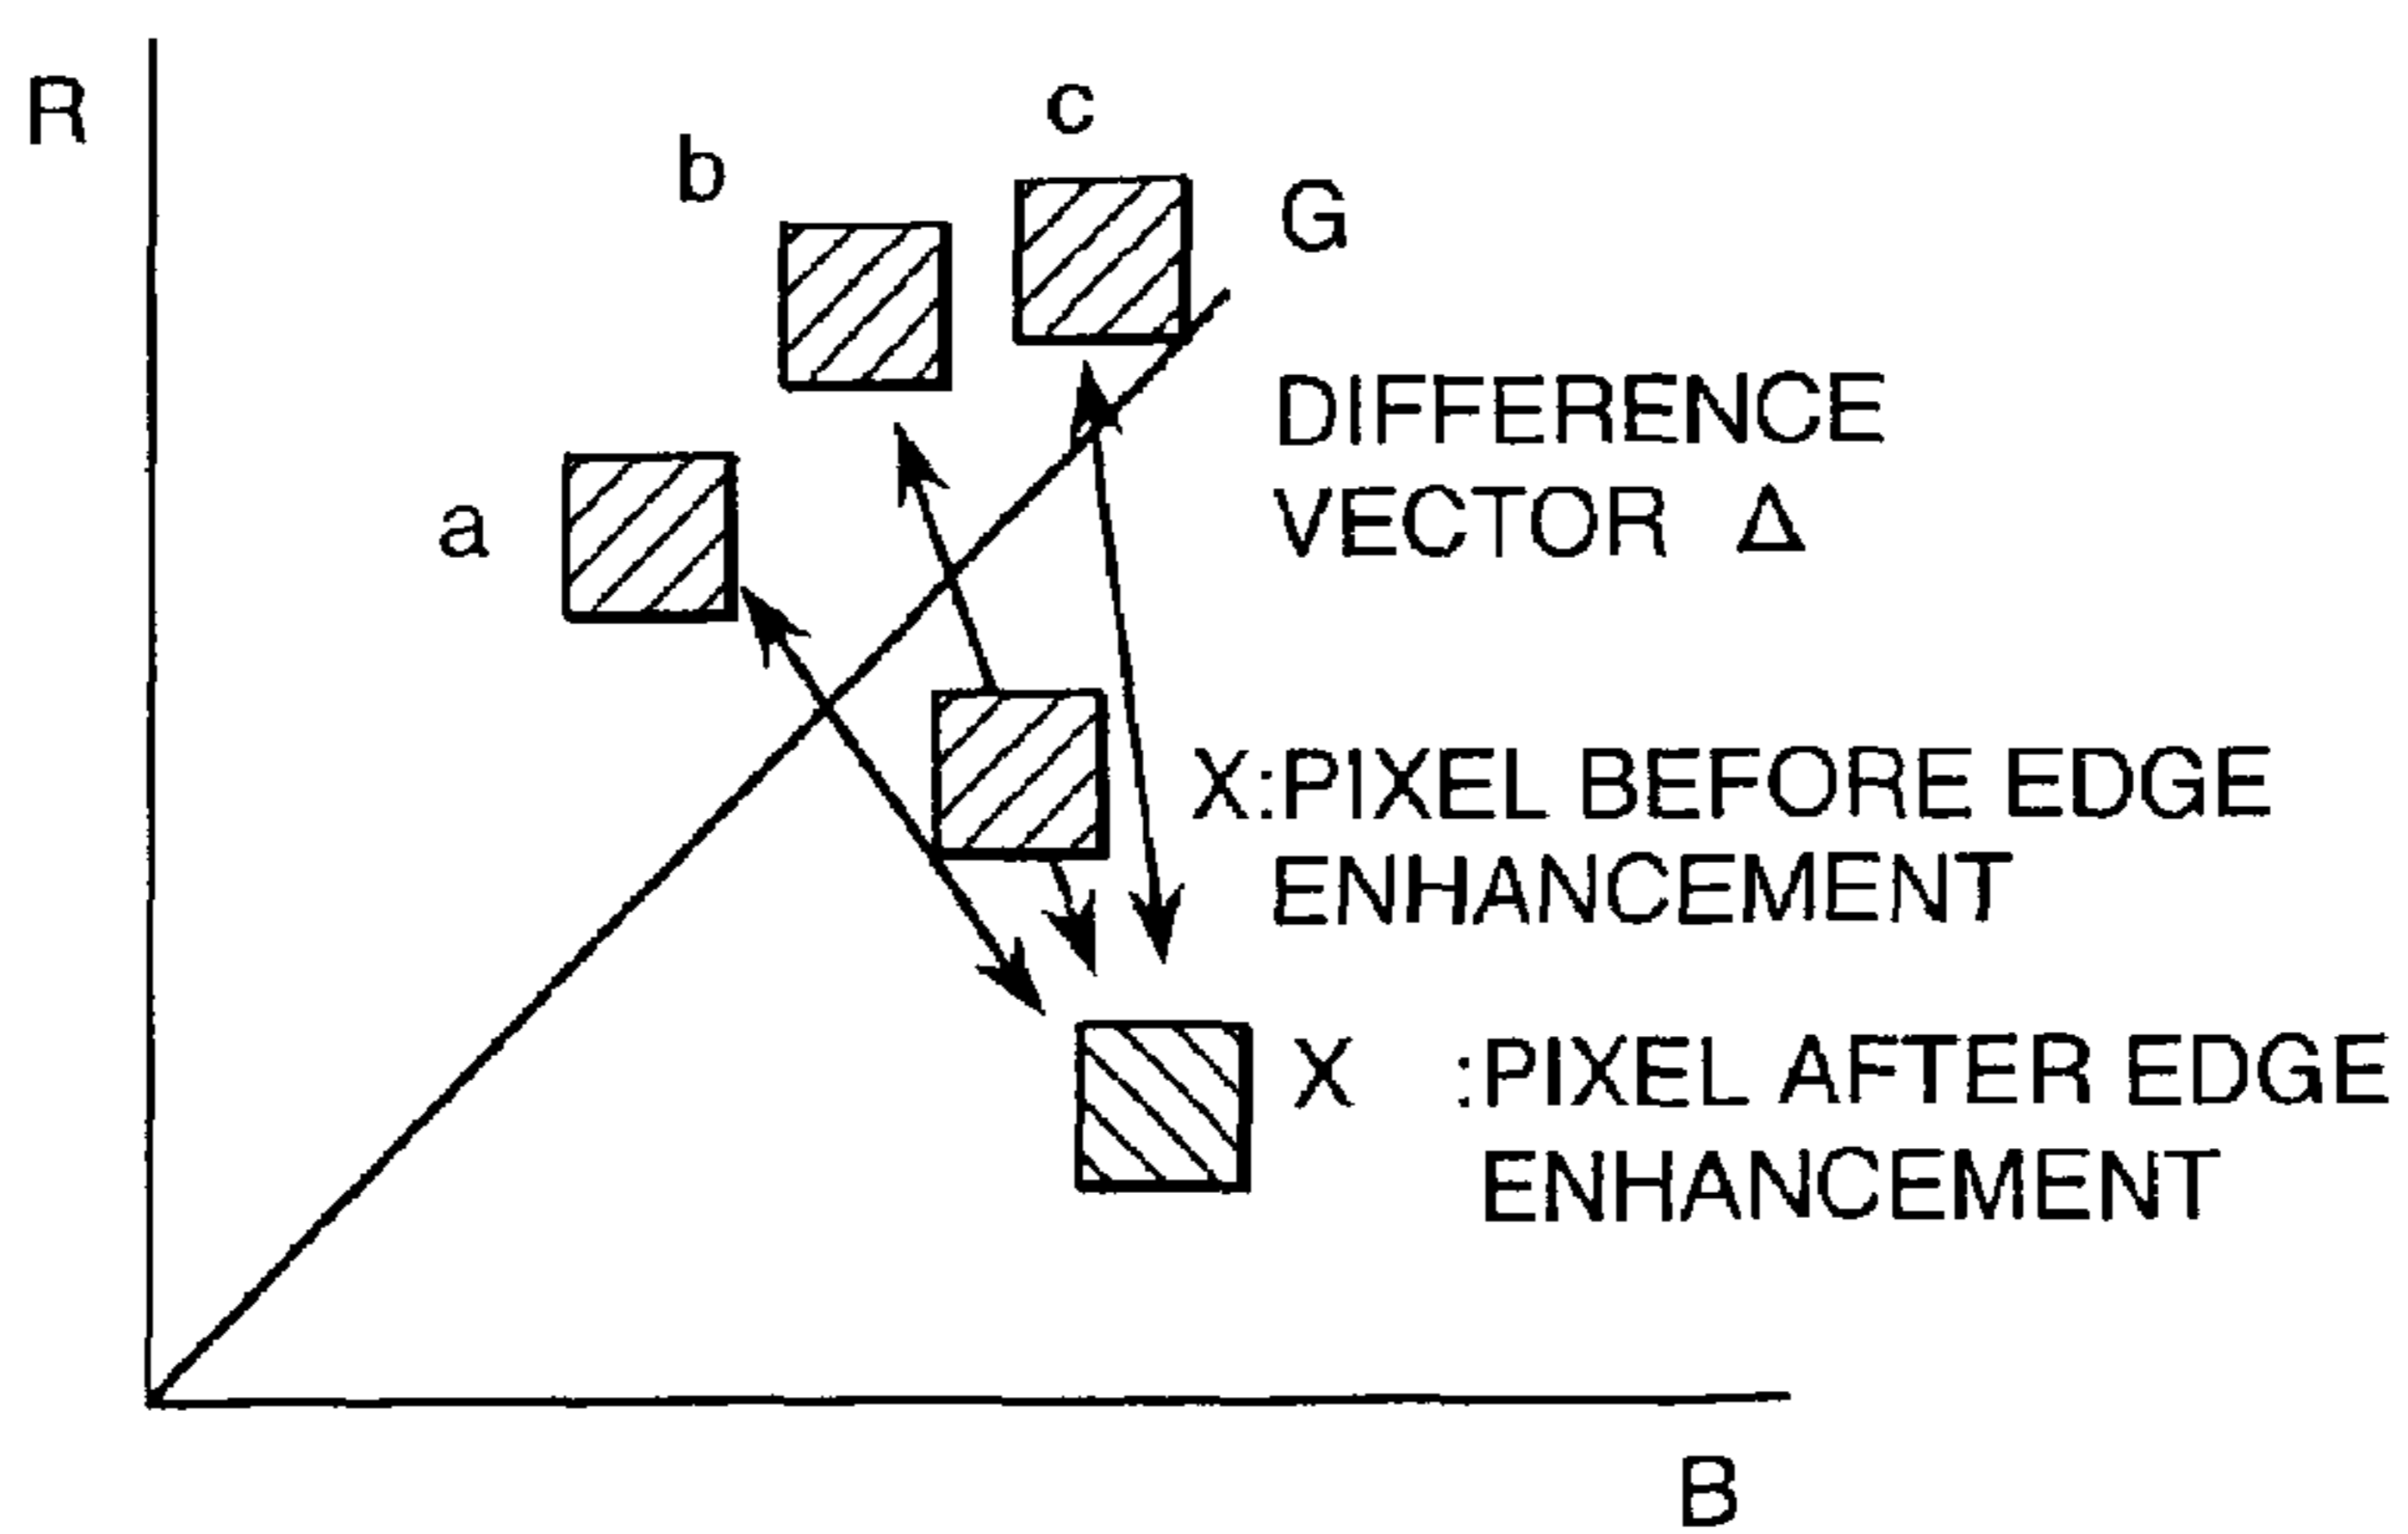 R
c
b
G
DIFFERENCE
VECTOR Δ
a
X:PIXEL BEFORE EDGE
ENHANCEMENT
X :PIXEL AFTER EDGE
ENHANCEMENT
B